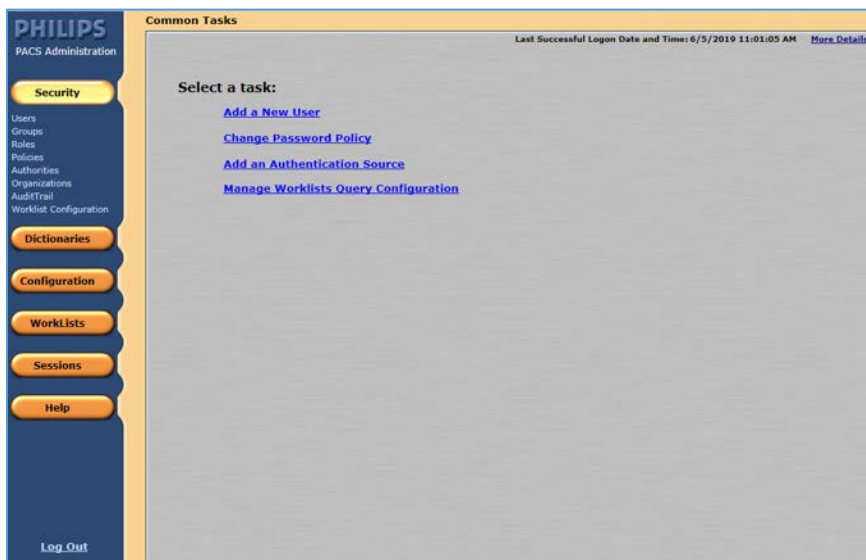 PHILIPS
PACS Administration
Security
Users
Groups
Roles
Policies
Authorities
Organizations
AuditTrail
Worklist Configuration
Dictionaries
Configuration
WorkLists
Sessions
Help
Log Out
Common Tasks
Last Successful Logon Date and Time: 6/5/2019 11:01:05 AM More Details
Select a task:
Add a New User
Change Password Policy
Add an Authentication Source
Manage Worklists Query Configuration